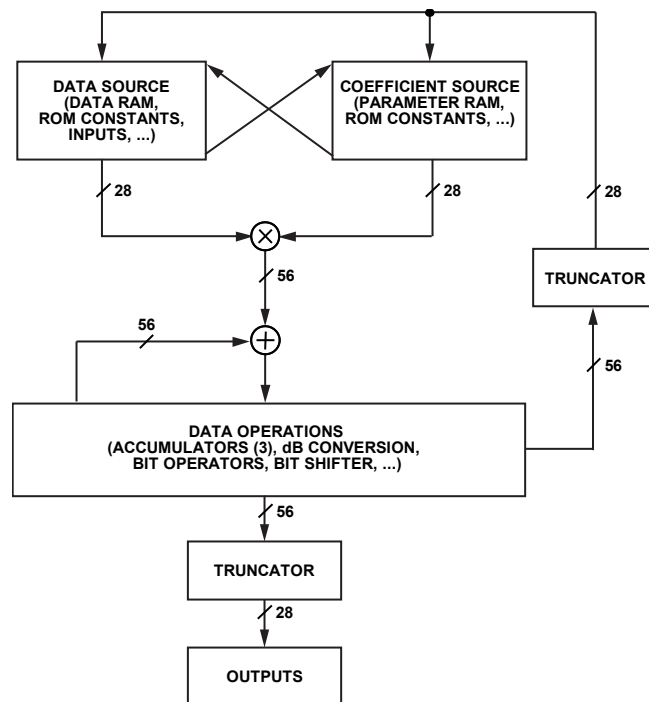 DATA SOURCE
(DATA RAM,
ROM CONSTANTS,
INPUTS, ...)
COEFFICIENT SOURCE
(PARAMETER RAM,
ROM CONSTANTS, ...)
28
28
28
56
TRUNCATOR
56
56
DATA OPERATIONS
(ACCUMULATORS (3), dB CONVERSION,
BIT OPERATORS, BIT SHIFTER, ...)
56
TRUNCATOR
28
OUTPUTS